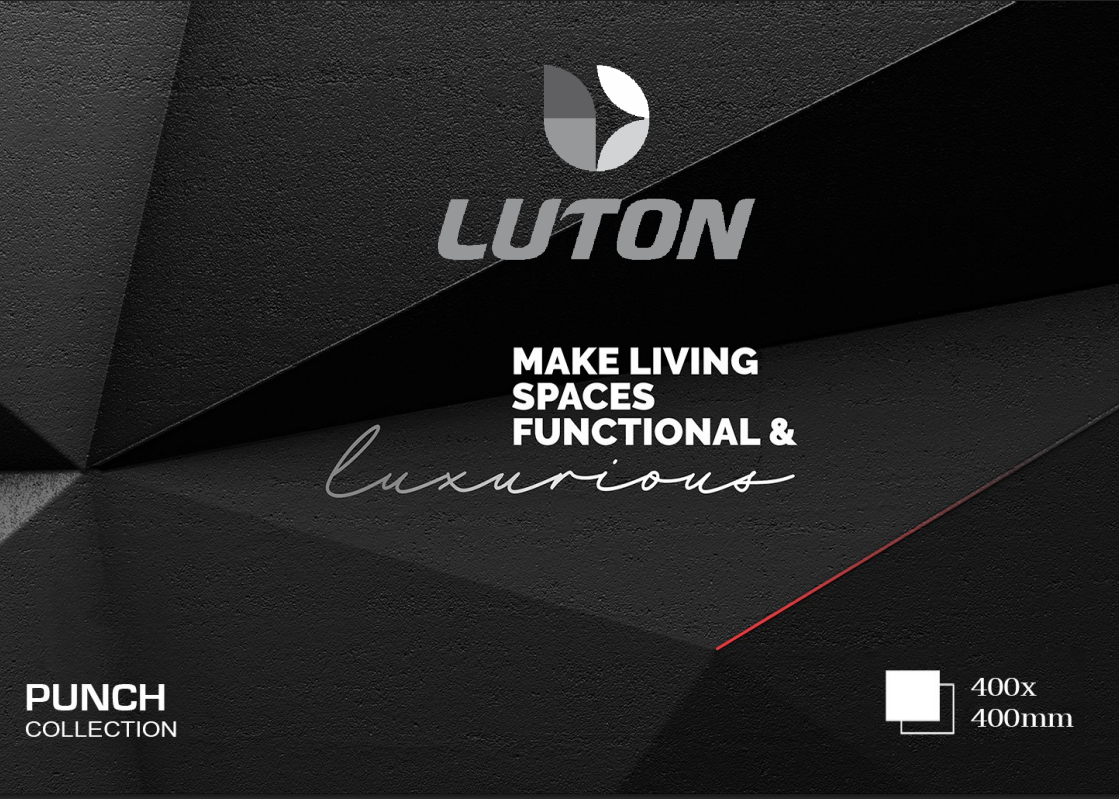 LUTON
MAKE LIVING
SPACES
FUNCTIONAL &
luxurious
PUNCH
COLLECTION
400x
400mm